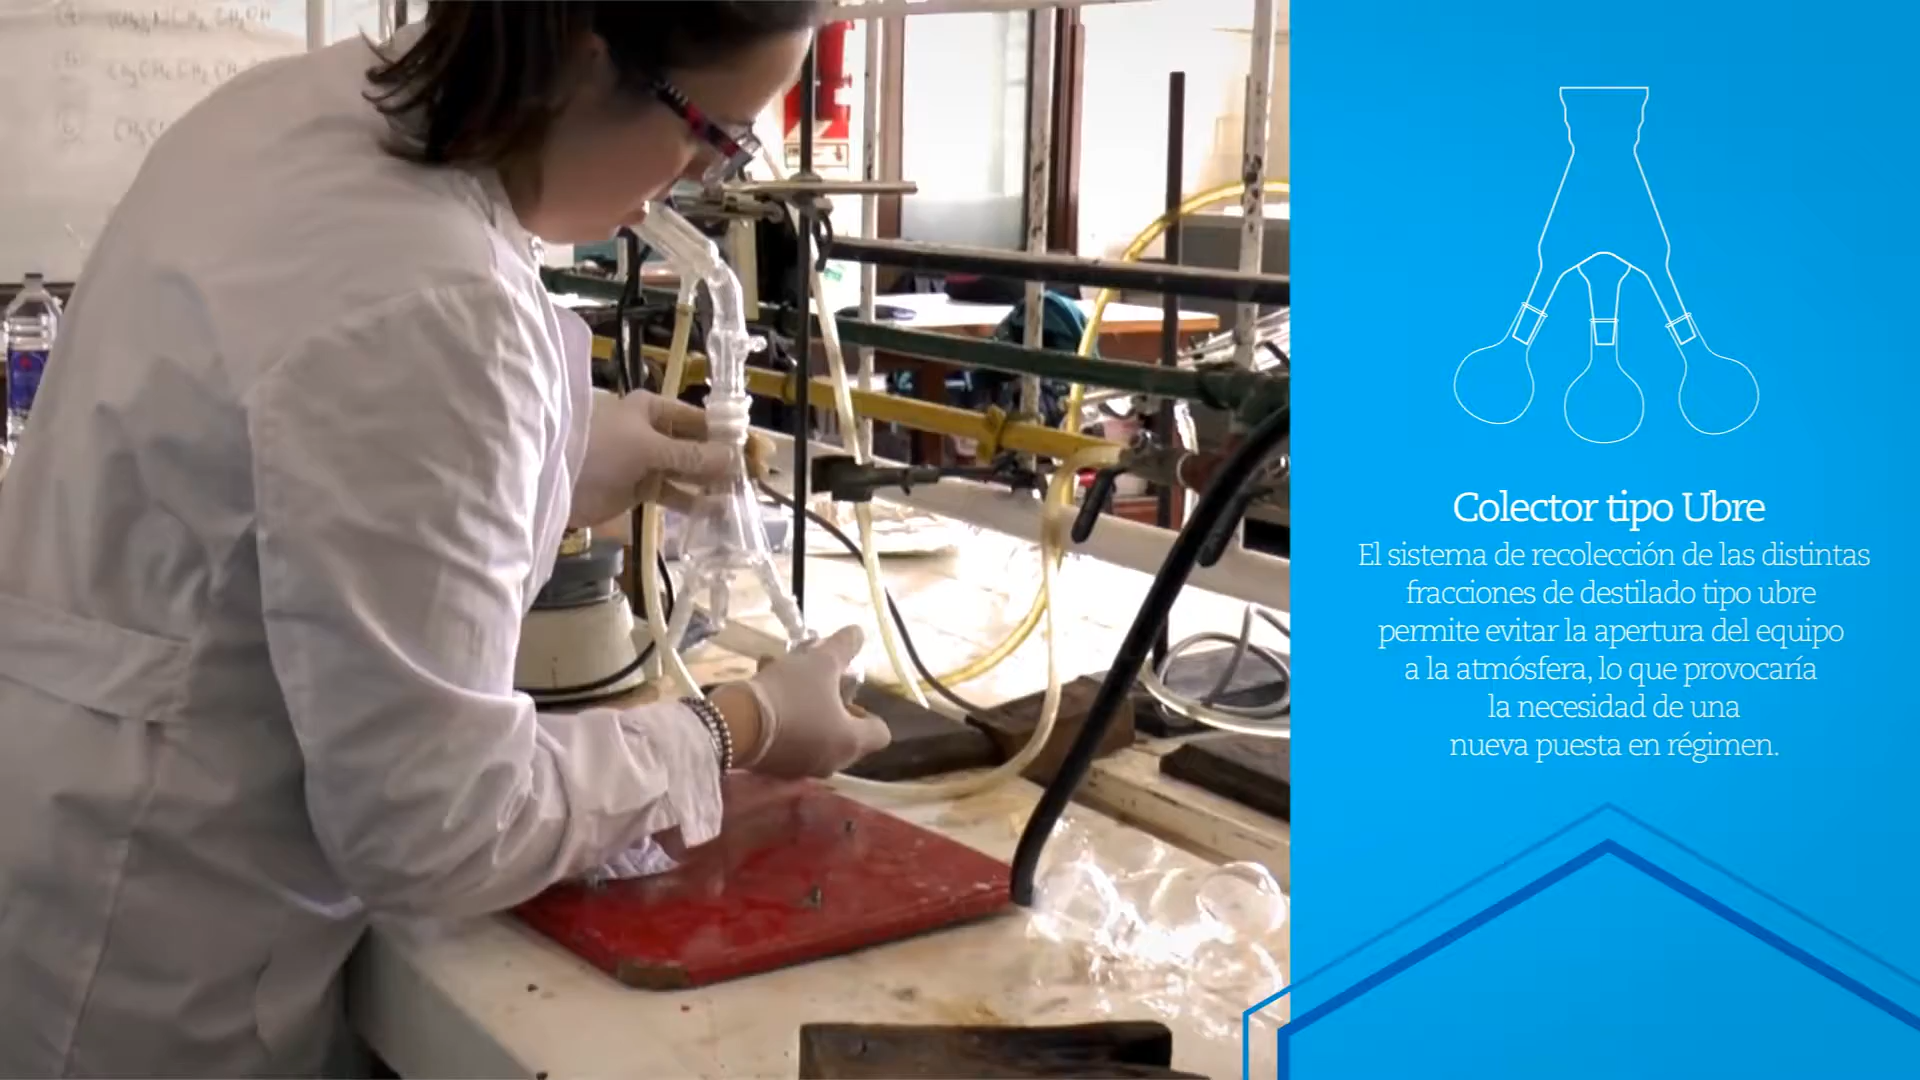 Colector tipo Ubre
El sistema de recolección de las distintas
fracciones de destilado tipo ubre
permite evitar la apertura del equipo
a la atmósfera, lo que provocaría
la necesidad de una
nueva puesta en régimen.